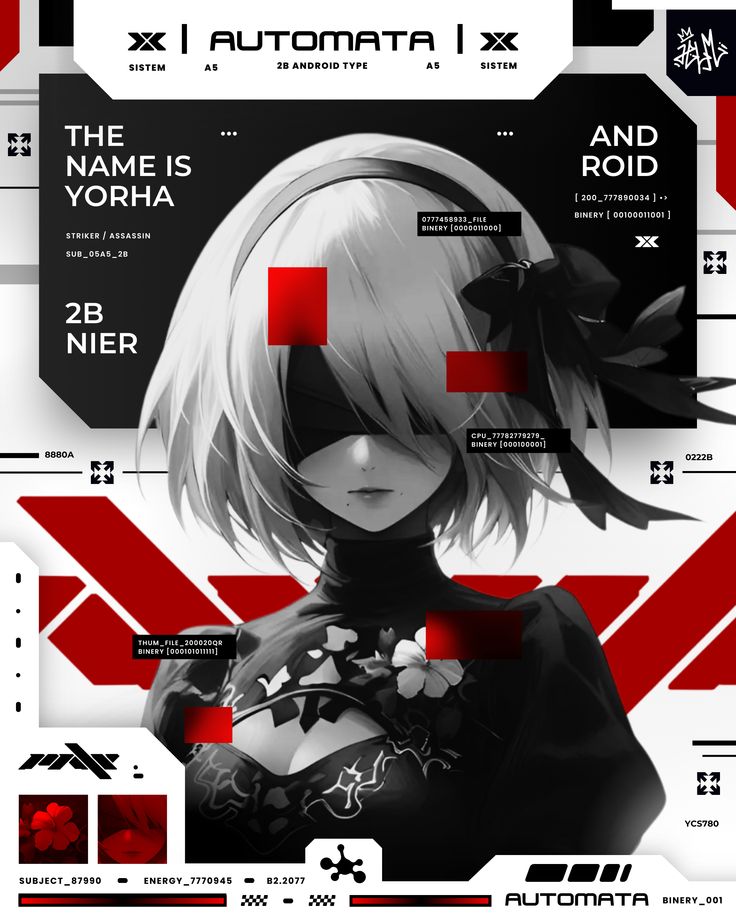 AUTOMATA
SISTEM
A5
2B ANDROID TYPE
A5
SISTEM
THE
NAME IS
YORHA
STRIKER / ASSASSIN
SUB_05A5_2B
2B
NIER
AND
ROID
[ 200_777890034 ] •›
BINERY [ 00100011001 ]
0777458933_FILE
BINERY [0000011000]
CPU_77782779279_
BINERY [000100001]
8880A
0222B
THUM_FILE_200020QR
BINERY [000101011111]
YCS780
SUBJECT_87990
ENERGY_7770945
B2.2077
AUTOMATA
BINERY_001